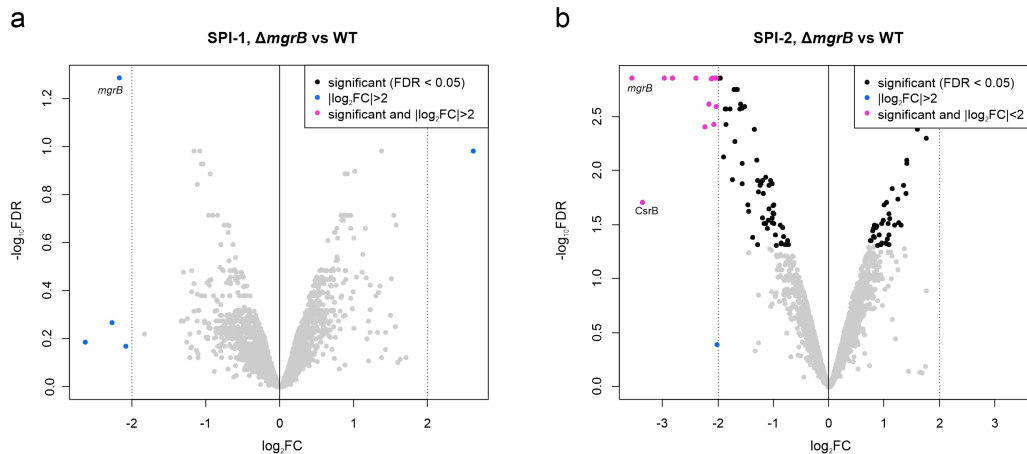 a
SPI-1, ΔmgrB vs WT
mgrB
significant (FDR < 0.05)
|log₂FC|>2
significant and |log₂FC|>2
-log₁₀FDR
0.0 0.2 0.4 0.6 0.8 1.0 1.2
-2 -1 0 1 2
log₂FC
b
SPI-2, ΔmgrB vs WT
mgrB
CsrB
significant (FDR < 0.05)
|log₂FC|>2
significant and |log₂FC|<2
-log₁₀FDR
0.0 0.5 1.0 1.5 2.0 2.5
-3 -2 -1 0 1 2 3
log₂FC